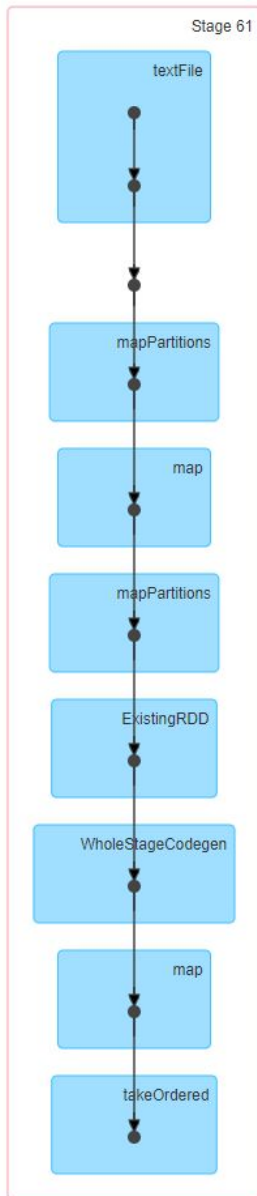 Stage 61
textFile
mapPartitions
map
mapPartitions
ExistingRDD
WholeStageCodegen
map
takeOrdered